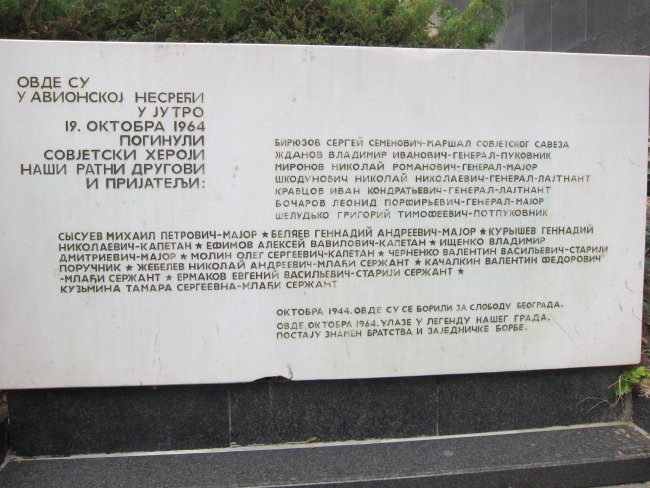 ОВДЕ СУ
У АВИОНСКОЈ НЕСРЕЋИ
У ЈУТРО
19. ОКТОБРА 1964
ПОГИНУЛИ
СОВЈЕТСКИ ХЕРОЈИ
НАШИ РАТНИ ДРУГОВИ
И ПРИЈАТЕЉИ:
БИРЮЗОВ СЕРГЕЙ СЕМЕНОВИЧ-МАРШАЛ СОВЈЕТСКОГ САВЕЗА
ЖДАНОВ ВЛАДИМИР ИВАНОВИЧ-ГЕНЕРАЛ-ПУКОВНИК
МИРОНОВ НИКОЛАЙ РОМАНОВИЧ-ГЕНЕРАЛ-МАЈОР
ШКОДУНОВИЧ НИКОЛАЙ НИКОЛАЕВИЧ-ГЕНЕРАЛ-ЛАЈТНАНТ
КРАВЦОВ ИВАН КОНДРАТЬЕВИЧ-ГЕНЕРАЛ-ЛАЈТНАНТ
БОЧАРОВ ЛЕОНИД ПОРФИРЬЕВИЧ-ГЕНЕРАЛ-МАЈОР
ШЕЛУДЬКО ГРИГОРИЙ ТИМОФЕЕВИЧ-ПОТПУКОВНИК
СЫСУЕВ МИХАИЛ ПЕТРОВИЧ-МАЈОР ★ БЕЛЯЕВ ГЕННАДИЙ АНДРЕЕВИЧ-МАЈОР ★ КУРЫШЕВ ГЕННАДИЙ
НИКОЛАЕВИЧ-КАПЕТАН ★ ЕФИМОВ АЛЕКСЕЙ ВАВИЛОВИЧ-КАПЕТАН ★ ИЩЕНКО ВЛАДИМИР
ДМИТРИЕВИЧ-МАЈОР ★ МОЛИН ОЛЕГ СЕРГЕЕВИЧ-КАПЕТАН ★ ЧЕРНЕНКО ВАЛЕНТИН ВАСИЛЬЕВИЧ-СТАРИЈИ
ПОРУЧНИК ★ ЖЕБЕЛЕВ НИКОЛАЙ АНДРЕЕВИЧ-МЛАЂИ СЕРЖАНТ ★ КАЧАЛКИН ВАЛЕНТИН ФЕДОРОВИЧ
-МЛАЂИ СЕРЖАНТ ★ ЕРМАКОВ ЕВГЕНИЙ ВАСИЛЬЕВИЧ-СТАРИЈИ СЕРЖАНТ ★
КУЗЬМИНА ТАМАРА СЕРГЕЕВНА-МЛАЂИ СЕРЖАНТ
ОКТОБРА 1944. ОВДЕ СУ СЕ БОРИЛИ ЗА СЛОБОДУ БЕОГРАДА.
ОВДЕ, ОКТОБРА 1964. УЛАЗЕ У ЛЕГЕНДУ НАШЕГ ГРАДА.
ПОСТАЈУ ЗНАМЕН БРАТСТВА И ЗАЈЕДНИЧКЕ БОРБЕ.